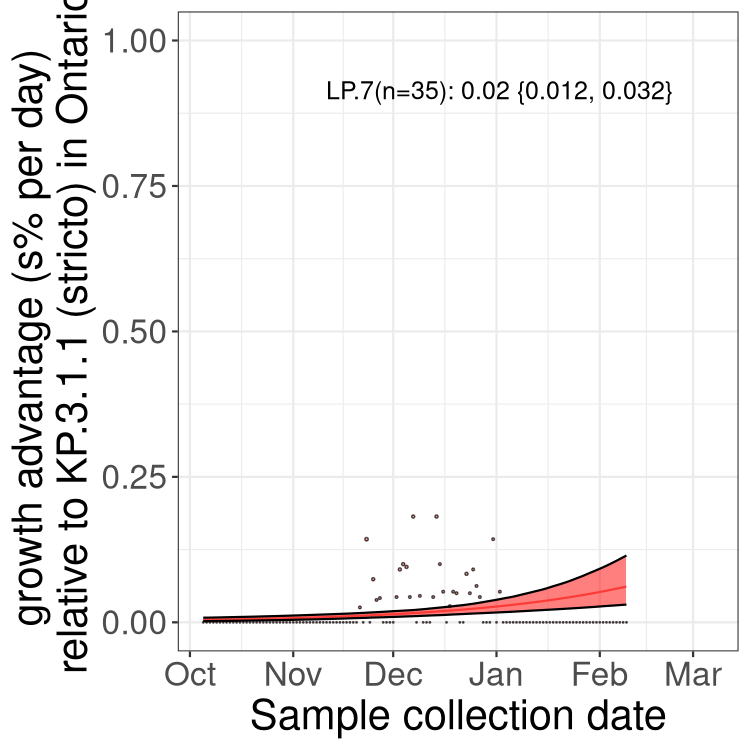 growth advantage (s% per day)
relative to KP.3.1.1 (stricto) in Ontario
1.00
0.75
0.50
0.25
0.00
LP.7(n=35): 0.02 {0.012, 0.032}
Oct Nov Dec Jan Feb Mar
Sample collection date